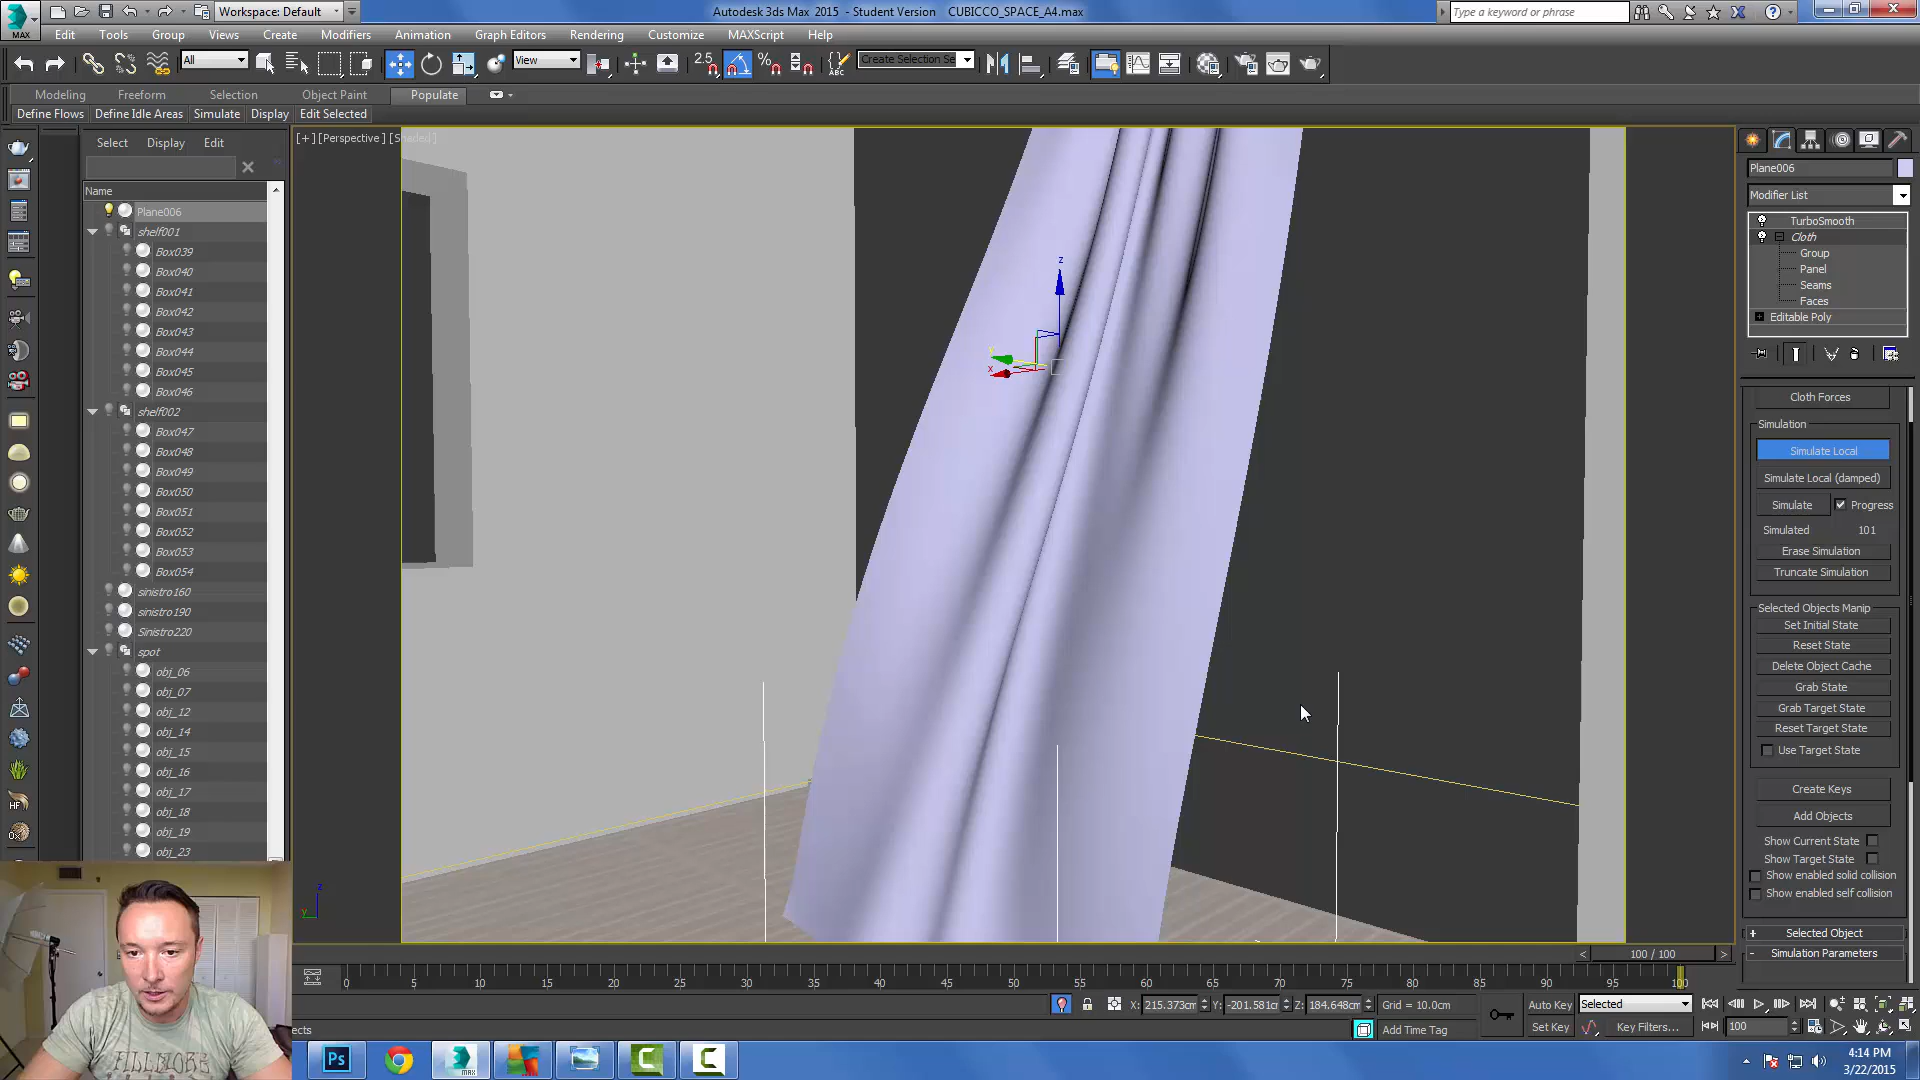 Workspace: Default
Autodesk 3ds Max 2015 - Student Version CUBICCO_SPACE_A4.max
Type a keyword or phrase
MAX
Edit Tools Group Views Create Modifiers Animation Graph Editors Rendering Customize MAXScript Help
All
View
2.5
Create Selection Se
Modeling Freeform Selection Object Paint Populate
Define Flows Define Idle Areas Simulate Display Edit Selected
Select Display Edit
[+] [Perspective] [Shaded]
Name
Plane006
shelf001
Box039
Box040
Box041
Box042
Box043
Box044
Box045
Box046
shelf002
Box047
Box048
Box049
Box050
Box051
Box052
Box053
Box054
sinistro160
sinistro190
Sinistro220
spot
obj_06
obj_07
obj_12
obj_14
obj_15
obj_16
obj_17
obj_18
obj_19
obj_23
z
y
x
z
y
Plane006
Modifier List
TurboSmooth
Cloth
Group
Panel
Seams
Faces
Editable Poly
Cloth Forces
Simulation
Simulate Local
Simulate Local (damped)
Simulate Progress
Simulated 101
Erase Simulation
Truncate Simulation
Selected Objects Manip
Set Initial State
Reset State
Delete Object Cache
Grab State
Grab Target State
Reset Target State
Use Target State
Create Keys
Add Objects
Show Current State
Show Target State
Show enabled solid collision
Show enabled self collision
+ Selected Object
- Simulation Parameters
< 100 / 100 >
0 5 10 15 20 25 30 35 40 45 50 55 60 65 70 75 80 85 90 95 100
X: 215.373cm Y: -201.581cm Z: 184.648cm Grid = 10.0cm
Auto Key Selected
ects
Add Time Tag
Set Key Key Filters... 100
Ps
MAX
4:14 PM
3/22/2015
FILLMORE